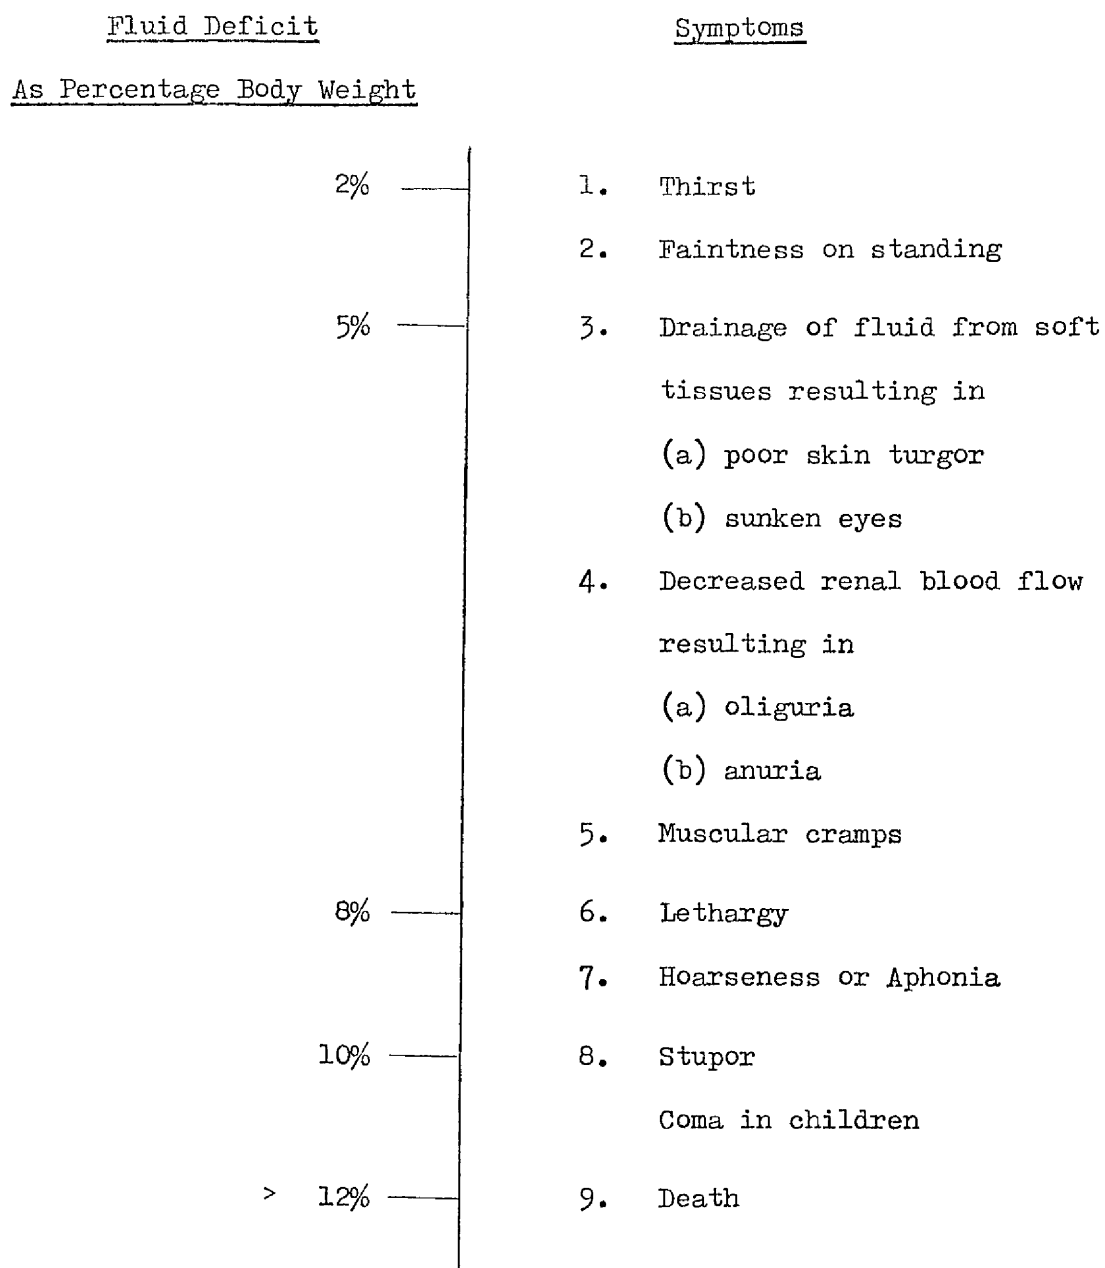 Fluid Deficit Symptoms
As Percentage Body Weight
2% 1. Thirst
2. Faintness on standing
5% 3. Drainage of fluid from soft
tissues resulting in
(a) poor skin turgor
(b) sunken eyes
4. Decreased renal blood flow
resulting in
(a) oliguria
(b) anuria
5. Muscular cramps
8% 6. Lethargy
7. Hoarseness or Aphonia
10% 8. Stupor
Coma in children
> 12% 9. Death